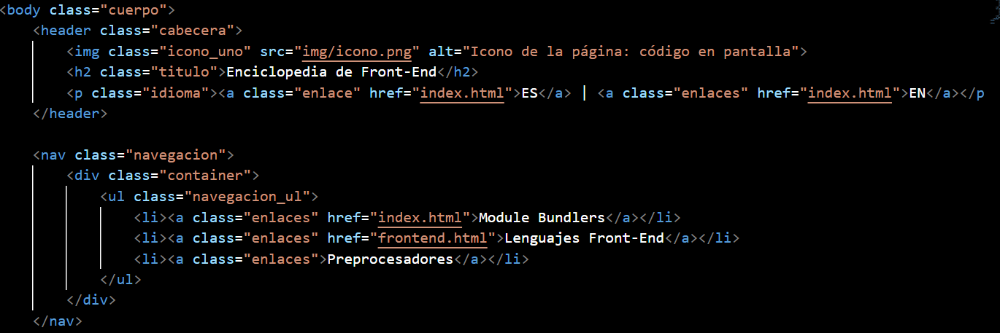 <body class="cuerpo">
<header class="cabecera">
<img class="icono_uno" src="img/icono.png" alt="Icono de la página: código en pantalla">
<h2 class="titulo">Enciclopedia de Front-End</h2>
<p class="idioma"><a class="enlace" href="index.html">ES</a> | <a class="enlaces" href="index.html">EN</a></p
</header>
<nav class="navegacion">
<div class="container">
<ul class="navegacion_ul">
<li><a class="enlaces" href="index.html">Module Bundlers</a></li>
<li><a class="enlaces" href="frontend.html">Lenguajes Front-End</a></li>
<li><a class="enlaces">Preprocesadores</a></li>
</ul>
</div>
</nav>